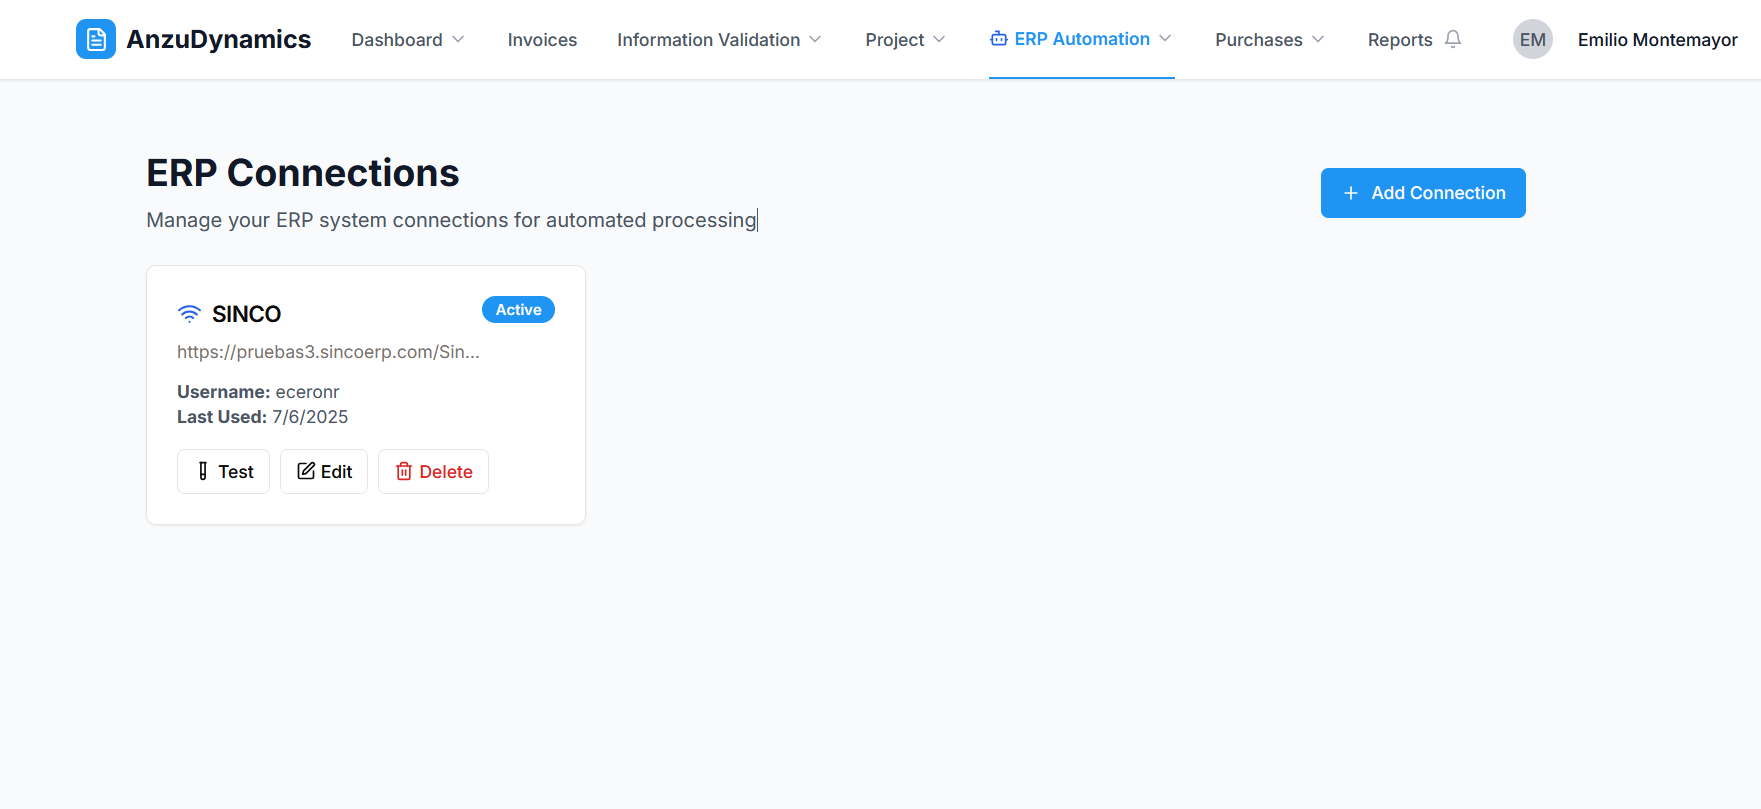 AnzuDynamics Dashboard Invoices Information Validation Project ERP Automation Purchases Reports EM Emilio Montemayor
ERP Connections
Manage your ERP system connections for automated processing
+ Add Connection
SINCO Active
https://pruebas3.sincoerp.com/Sin...
Username: eceronr
Last Used: 7/6/2025
Test Edit Delete